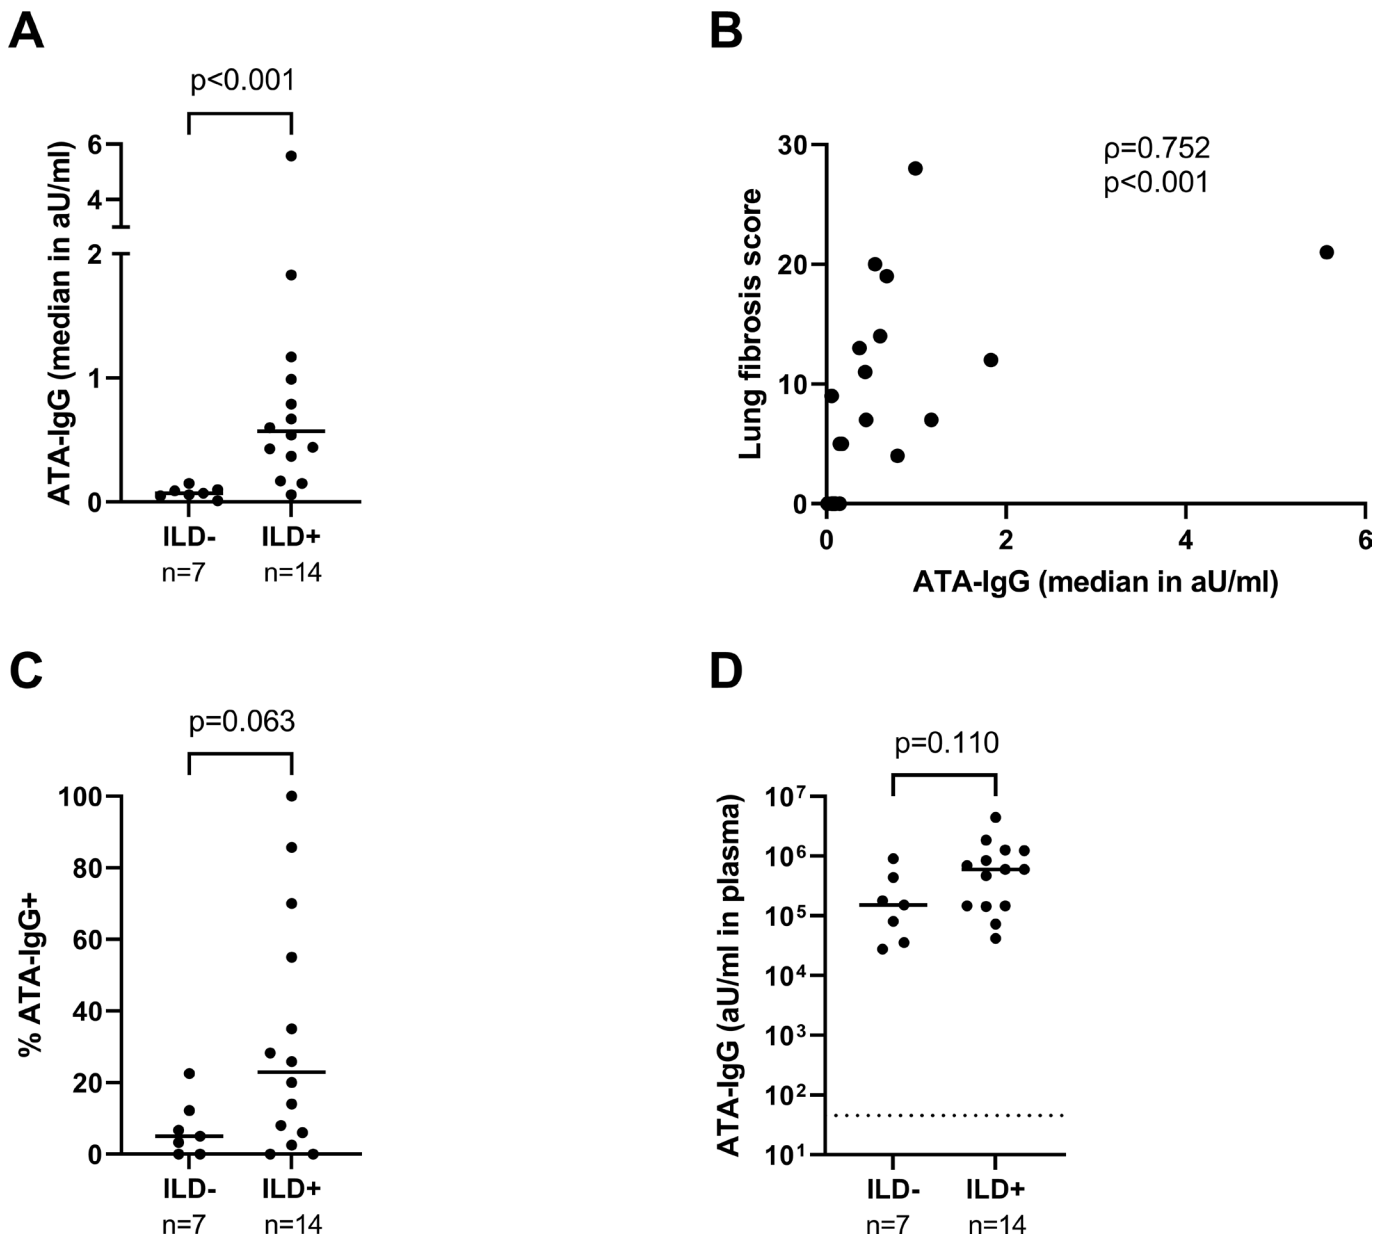 A
p<0.001
ATA-IgG (median in aU/ml)
6
4
2
1
0
ILD- ILD+
n=7 n=14
B
ρ=0.752
p<0.001
Lung fibrosis score
30
20
10
0
0 2 4 6
ATA-IgG (median in aU/ml)
C
p=0.063
% ATA-IgG+
100
80
60
40
20
0
ILD- ILD+
n=7 n=14
D
p=0.110
ATA-IgG (aU/ml in plasma)
10⁷
10⁶
10⁵
10⁴
10³
10²
10¹
ILD- ILD+
n=7 n=14